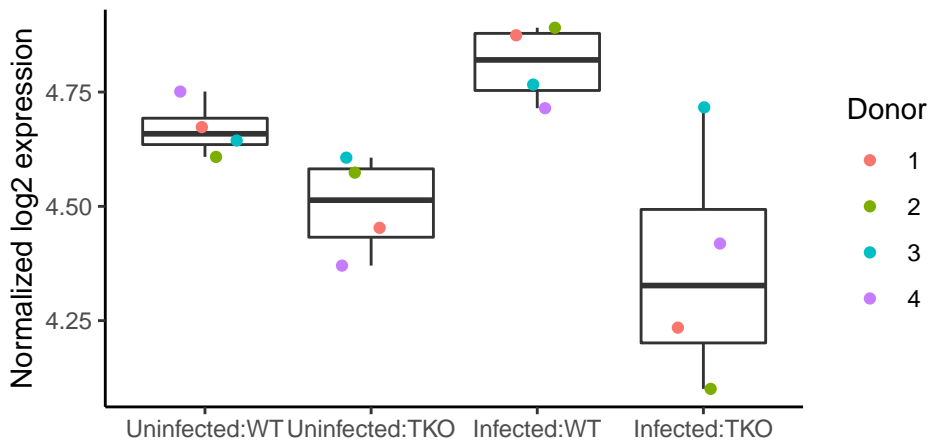 Normalized log2 expression
4.75
4.50
4.25
Uninfected:WT
Uninfected:TKO
Infected:WT
Infected:TKO
Donor
1
2
3
4